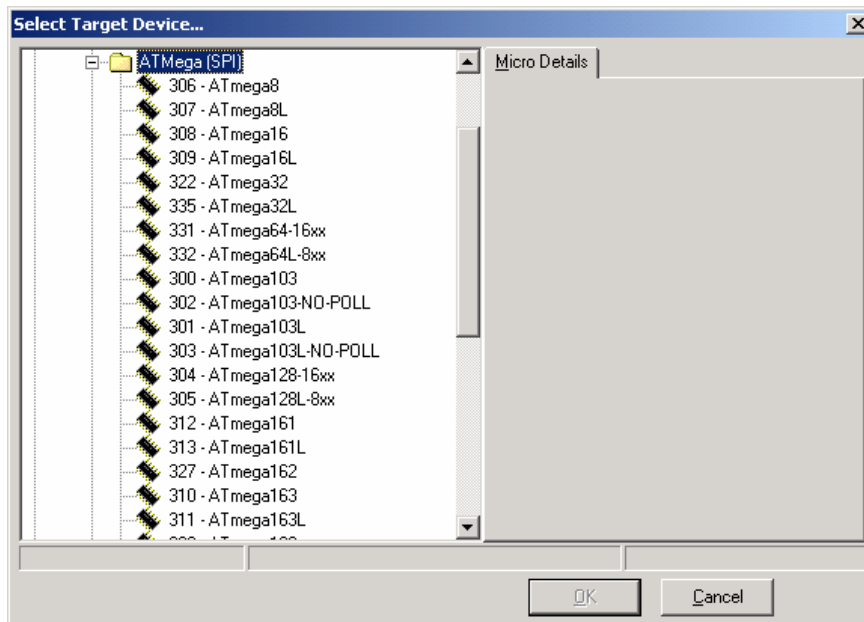 Select Target Device...
ATMega (SPI)
Micro Details
306 - ATmega8
307 - ATmega8L
308 - ATmega16
309 - ATmega16L
322 - ATmega32
335 - ATmega32L
331 - ATmega64-16xx
332 - ATmega64L-8xx
300 - ATmega103
302 - ATmega103-NO-POLL
301 - ATmega103L
303 - ATmega103L-NO-POLL
304 - ATmega128-16xx
305 - ATmega128L-8xx
312 - ATmega161
313 - ATmega161L
327 - ATmega162
310 - ATmega163
311 - ATmega163L
OK
Cancel